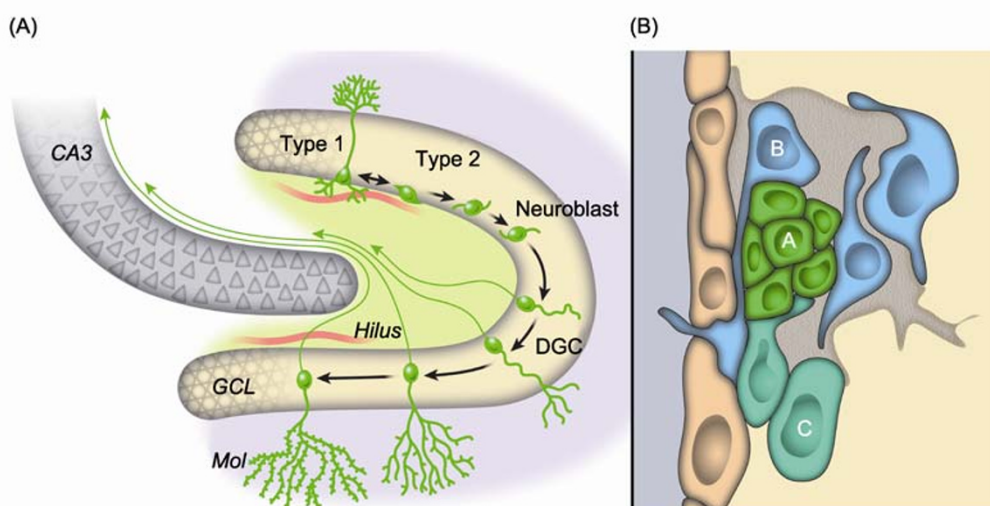 (A)
CA3
Type 1
Type 2
Neuroblast
Hilus
DGC
GCL
Mol
(B)
B
A
C